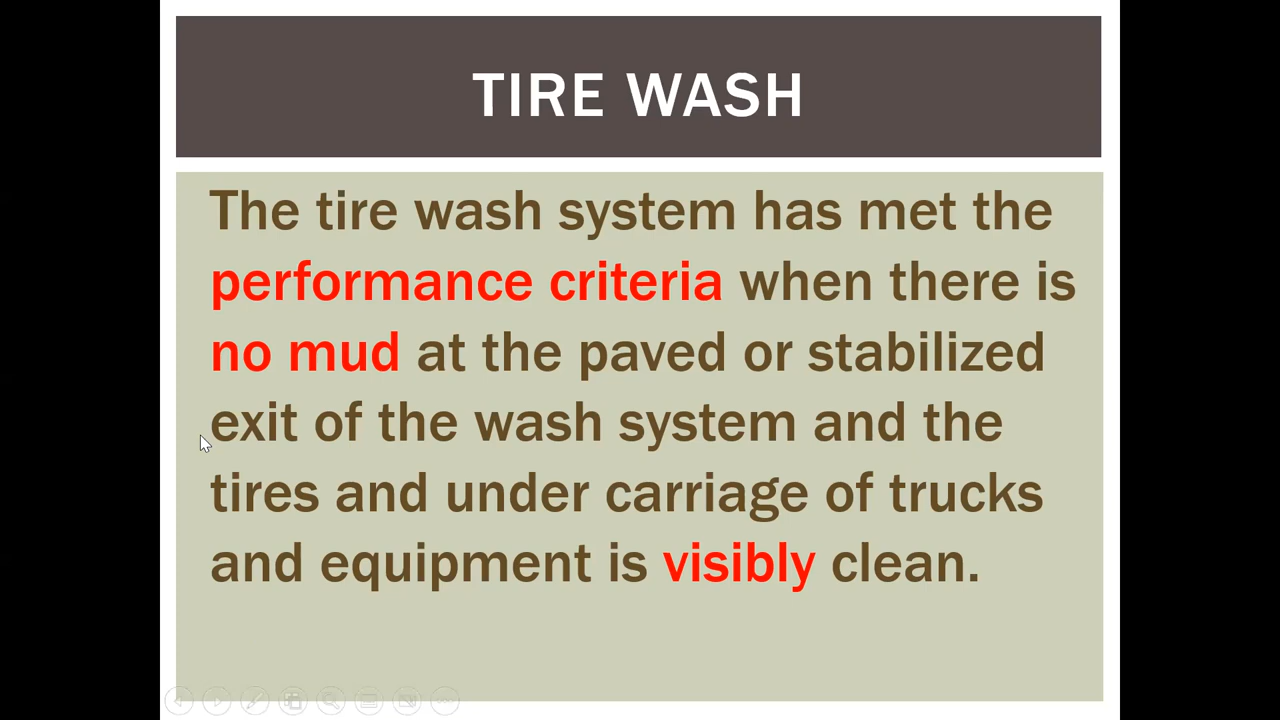 TIRE WASH
The tire wash system has met the
performance criteria when there is
no mud at the paved or stabilized
exit of the wash system and the
tires and under carriage of trucks
and equipment is visibly clean.